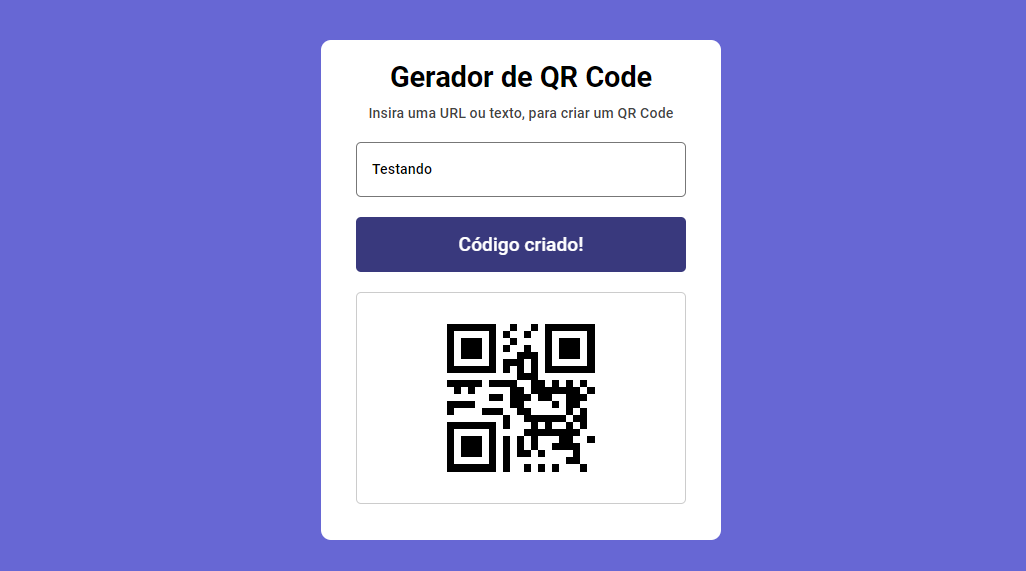 Gerador de QR Code
Insira uma URL ou texto, para criar um QR Code
Testando
Código criado!